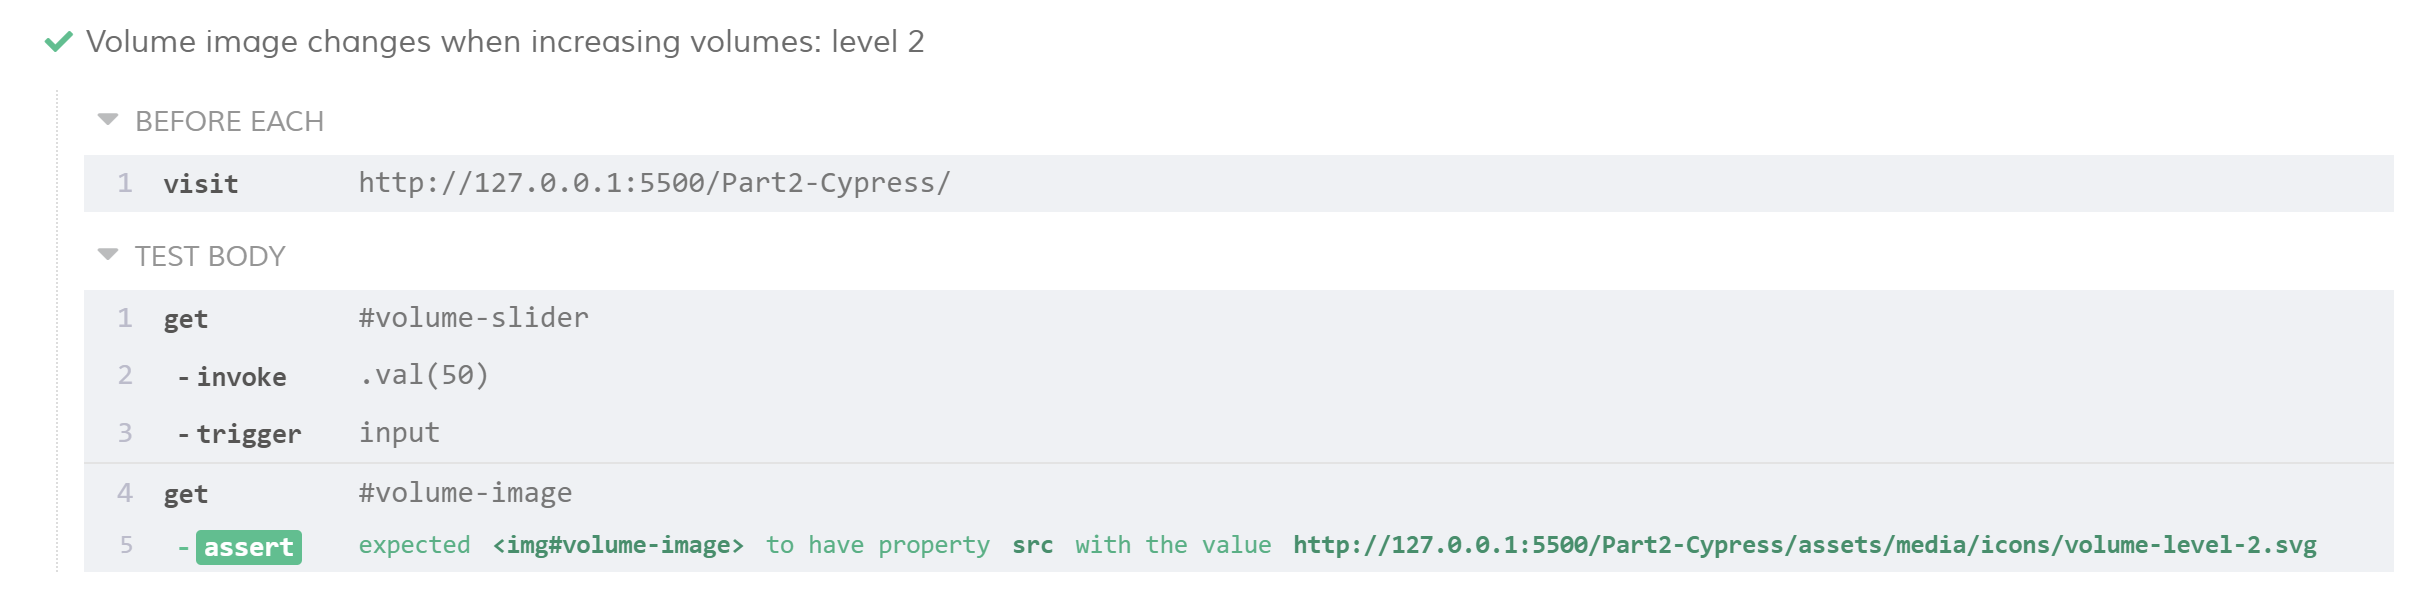 Volume image changes when increasing volumes: level 2
BEFORE EACH
1 visit http://127.0.0.1:5500/Part2-Cypress/
TEST BODY
1 get #volume-slider
2 -invoke .val(50)
3 -trigger input
4 get #volume-image
5 -assert expected <img#volume-image> to have property src with the value http://127.0.0.1:5500/Part2-Cypress/assets/media/icons/volume-level-2.svg